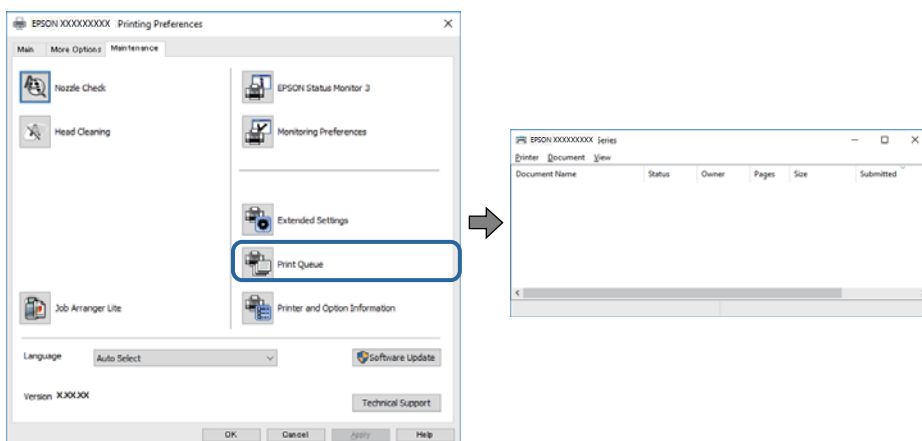 EPSON XXXXXXXXX Printing Preferences
Main More Options Maintenance
Nozzle Check
EPSON Status Monitor 3
Head Cleaning
Monitoring Preferences
Extended Settings
Print Queue
Job Arranger Lite
Printer and Option Information
Language Auto Select
Software Update
Version X.XX.XX
Technical Support
OK Cancel Apply Help
EPSON XXXXXXXXX Series
Printer Document View
Document Name Status Owner Pages Size Submitted